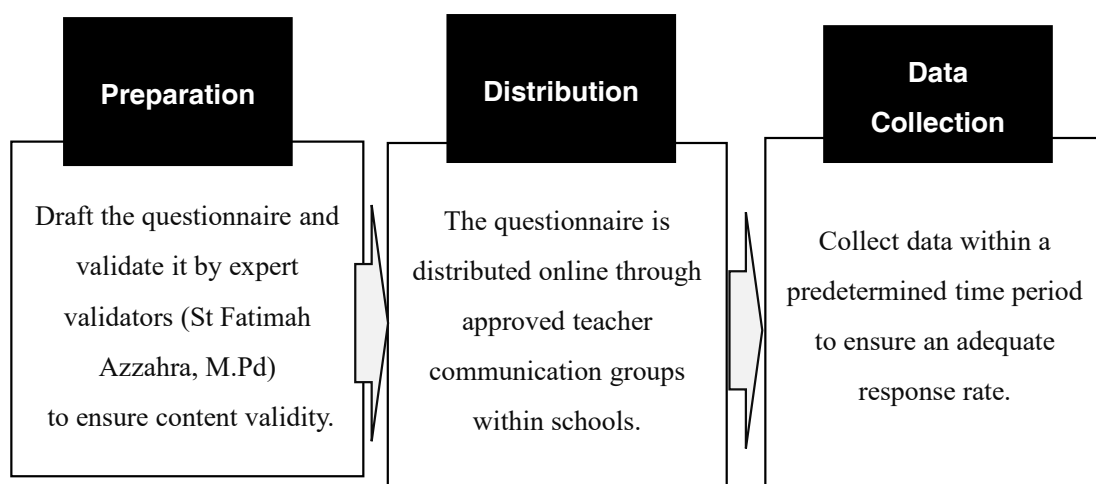 Preparation
Draft the questionnaire and
validate it by expert
validators (St Fatimah
Azzahra, M.Pd)
to ensure content validity.
Distribution
The questionnaire is
distributed online through
approved teacher
communication groups
within schools.
Data
Collection
Collect data within a
predetermined time period
to ensure an adequate
response rate.